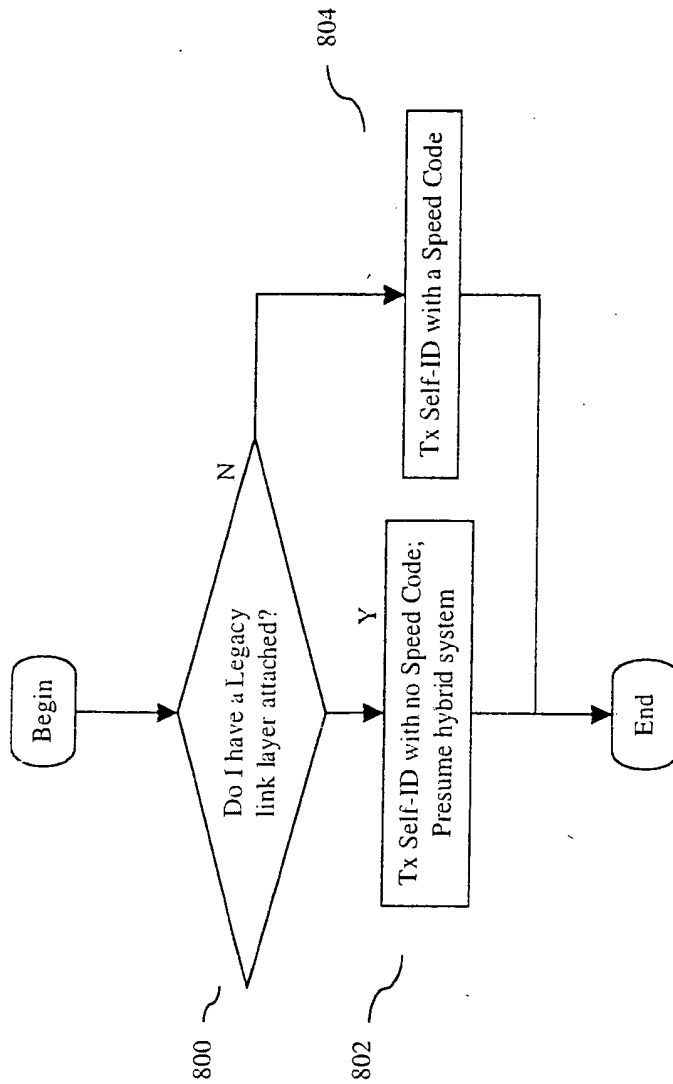 Begin
800
Do I have a Legacy
link layer attached?
N
804
802
Y
Tx Self-ID with no Speed Code;
Presume hybrid system
Tx Self-ID with a Speed Code
End